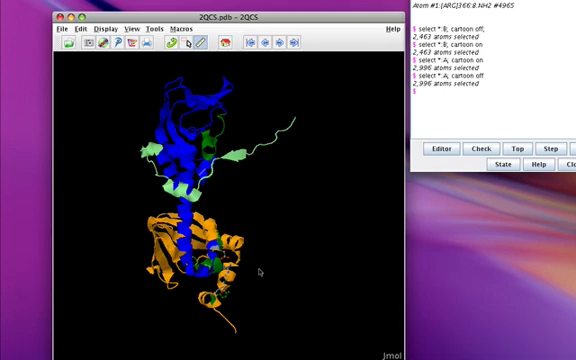 2QCS.pdb - 2QCS
File Edit Display View Tools Macros Help
Atom #1:[ARG]366:B.NH2 #4965
$ select *:B; cartoon off;
2,463 atoms selected
$ select *:B; cartoon on
2,463 atoms selected
$ select *:A; cartoon on
2,996 atoms selected
$ select *:A; cartoon off
2,996 atoms selected
$
Editor Check Top Step
State Help Clo
Jmol